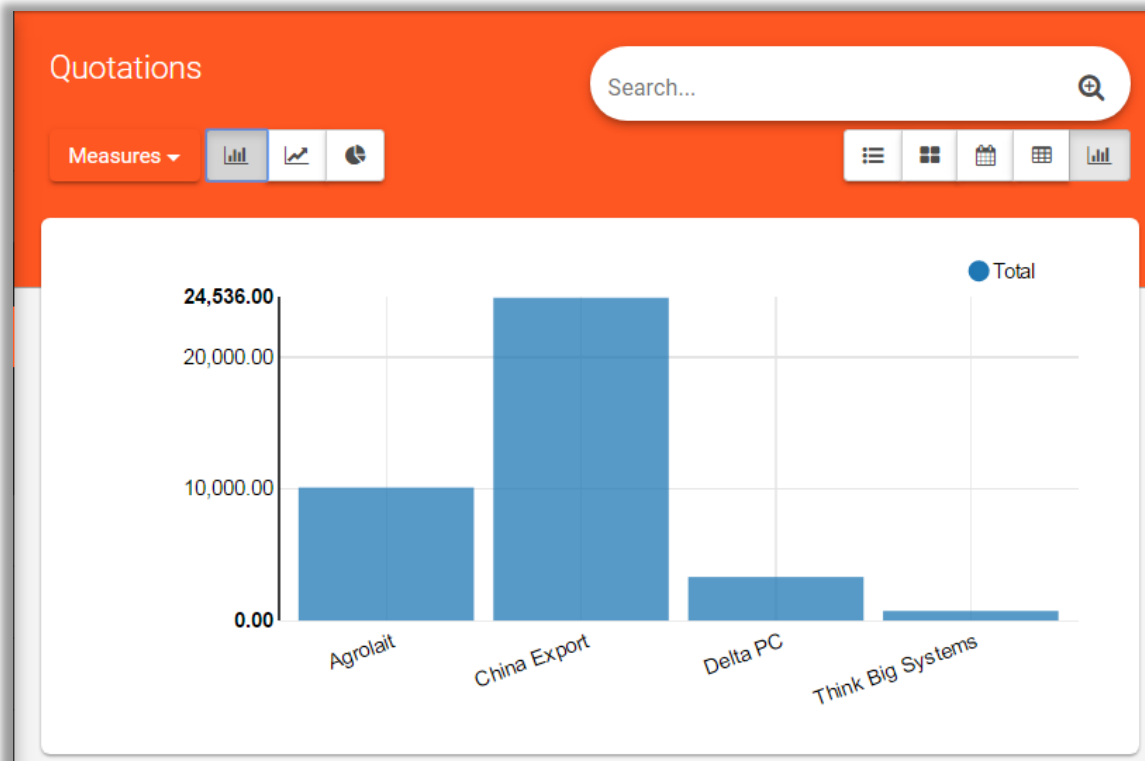 Quotations
Search...
Measures
Total
24,536.00
20,000.00
10,000.00
0.00
Agrolait
China Export
Delta PC
Think Big Systems